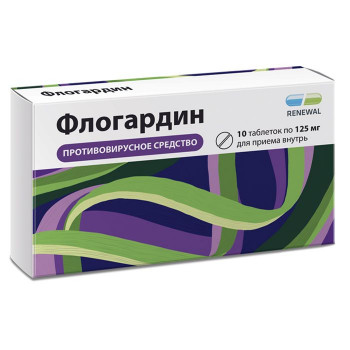 RENEWAL
Флогардин
ПРОТИВОВИРУСНОЕ СРЕДСТВО
10 таблеток по 125 мг
для приема внутрь